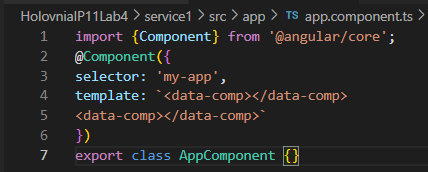 HolovniaIP11Lab4 > service1 > src > app > TS app.component.ts
1 import {Component} from '@angular/core';
2 @Component({
3 selector: 'my-app',
4 template: `<data-comp></data-comp>
5 <data-comp></data-comp>`
6 })
7 export class AppComponent {}